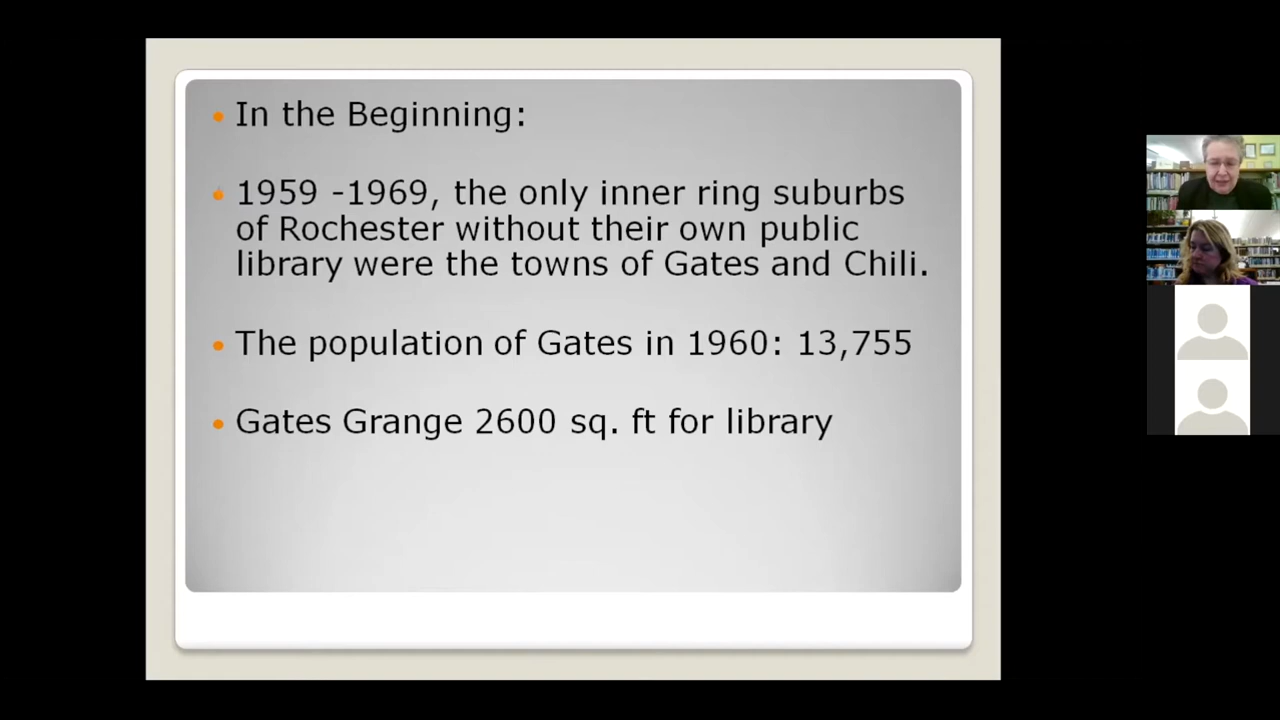 In the Beginning:
1959 -1969, the only inner ring suburbs
of Rochester without their own public
library were the towns of Gates and Chili.
The population of Gates in 1960: 13,755
Gates Grange 2600 sq. ft for library